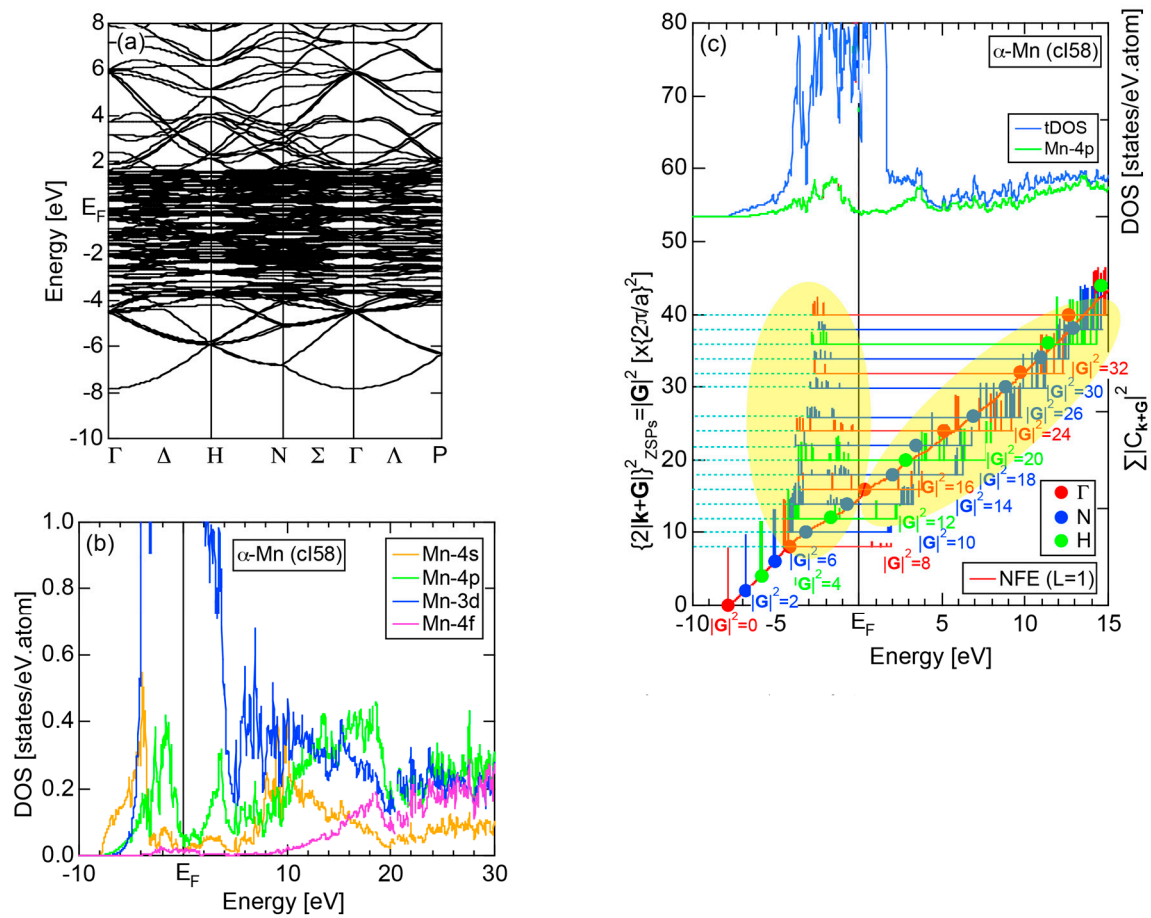 (a)
8
6
4
2
E_F
-2
-4
-6
-8
-10
Energy [eV]
Γ Δ H N Σ Γ Λ P
(b)
α-Mn (cI58)
Mn-4s
Mn-4p
Mn-3d
Mn-4f
1.0
0.8
0.6
0.4
0.2
0.0
DOS [states/eV.atom]
-10 E_F 10 20 30
Energy [eV]
(c)
α-Mn (cI58)
tDOS
Mn-4p
80
70
60
50
40
30
20
10
0
DOS [states/eV.atom]
{2|k+G|}²_ZSPs =|G|² [x{2π/a}²]
Σ|C_k+G|²
|G|²=32
|G|²=30
|G|²=26
|G|²=24
|G|²=20
|G|²=18
|G|²=16
|G|²=14
|G|²=12
|G|²=10
|G|²=8
|G|²=6
|G|²=4
|G|²=2
|G|²=0
Γ
N
H
NFE (L=1)
-10 -5 E_F 5 10 15
Energy [eV]